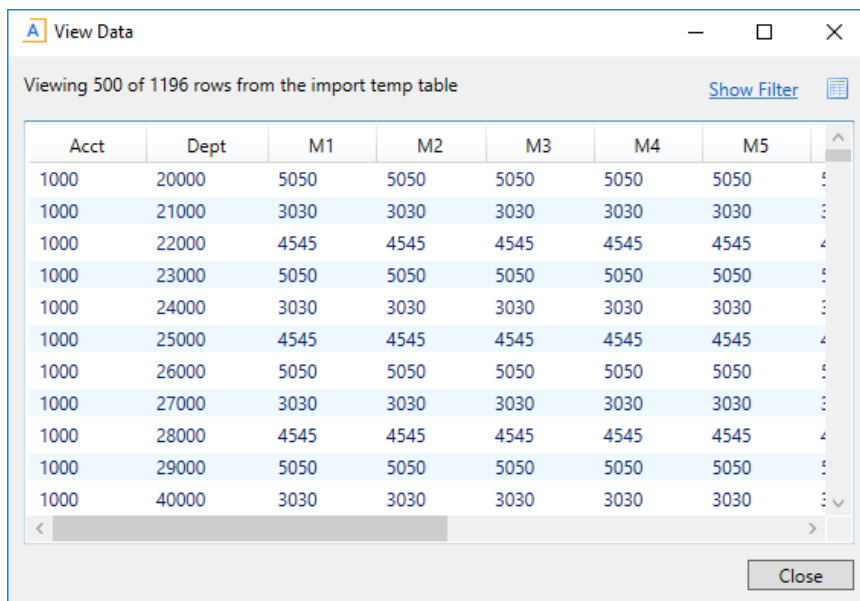 A View Data
Viewing 500 of 1196 rows from the import temp table Show Filter
Acct Dept M1 M2 M3 M4 M5
1000 20000 5050 5050 5050 5050 5050
1000 21000 3030 3030 3030 3030 3030
1000 22000 4545 4545 4545 4545 4545
1000 23000 5050 5050 5050 5050 5050
1000 24000 3030 3030 3030 3030 3030
1000 25000 4545 4545 4545 4545 4545
1000 26000 5050 5050 5050 5050 5050
1000 27000 3030 3030 3030 3030 3030
1000 28000 4545 4545 4545 4545 4545
1000 29000 5050 5050 5050 5050 5050
1000 40000 3030 3030 3030 3030 3030
Close